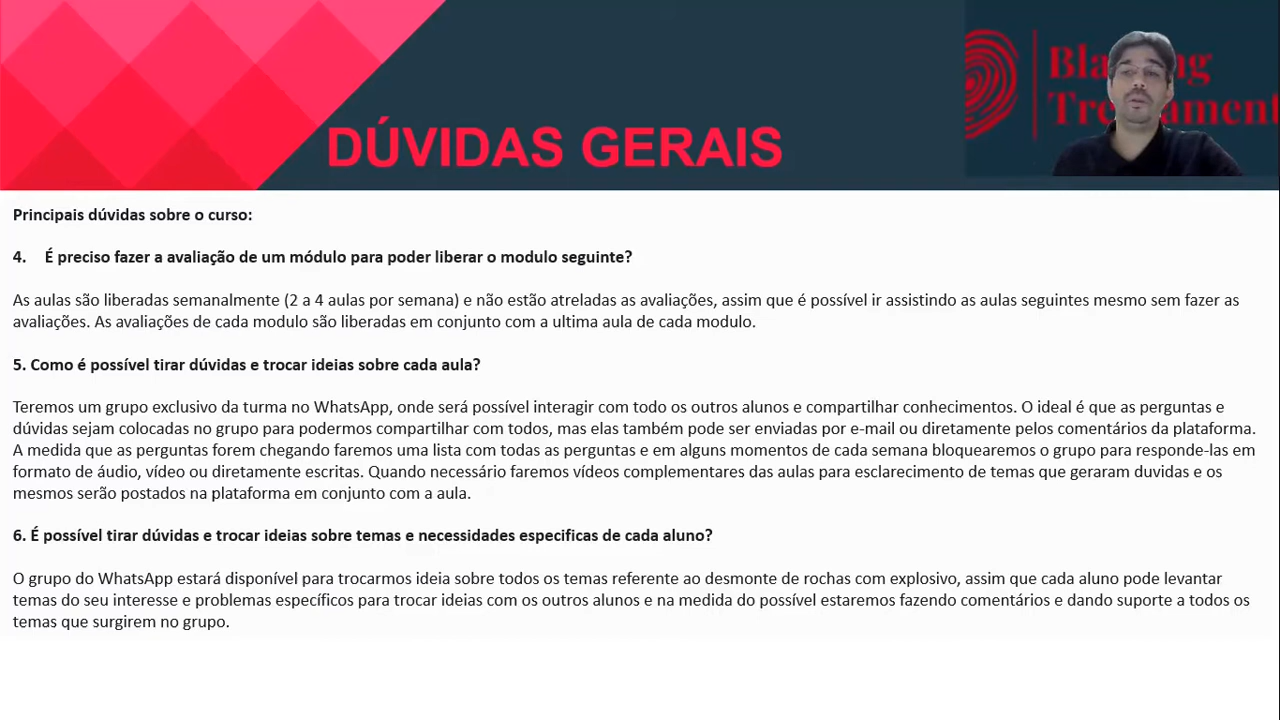 DÚVIDAS GERAIS
Principais dúvidas sobre o curso:
4. É preciso fazer a avaliação de um módulo para poder liberar o modulo seguinte?
As aulas são liberadas semanalmente (2 a 4 aulas por semana) e não estão atreladas as avaliações, assim que é possível ir assistindo as aulas seguintes mesmo sem fazer as
avaliações. As avaliações de cada modulo são liberadas em conjunto com a ultima aula de cada modulo.
5. Como é possível tirar dúvidas e trocar ideias sobre cada aula?
Teremos um grupo exclusivo da turma no WhatsApp, onde será possível interagir com todo os outros alunos e compartilhar conhecimentos. O ideal é que as perguntas e
dúvidas sejam colocadas no grupo para podermos compartilhar com todos, mas elas também pode ser enviadas por e-mail ou diretamente pelos comentários da plataforma.
A medida que as perguntas forem chegando faremos uma lista com todas as perguntas e em alguns momentos de cada semana bloquearemos o grupo para responde-las em
formato de áudio, vídeo ou diretamente escritas. Quando necessário faremos vídeos complementares das aulas para esclarecimento de temas que geraram duvidas e os
mesmos serão postados na plataforma em conjunto com a aula.
6. É possível tirar dúvidas e trocar ideias sobre temas e necessidades especificas de cada aluno?
O grupo do WhatsApp estará disponível para trocarmos ideia sobre todos os temas referente ao desmonte de rochas com explosivo, assim que cada aluno pode levantar
temas do seu interesse e problemas específicos para trocar ideias com os outros alunos e na medida do possível estaremos fazendo comentários e dando suporte a todos os
temas que surgirem no grupo.